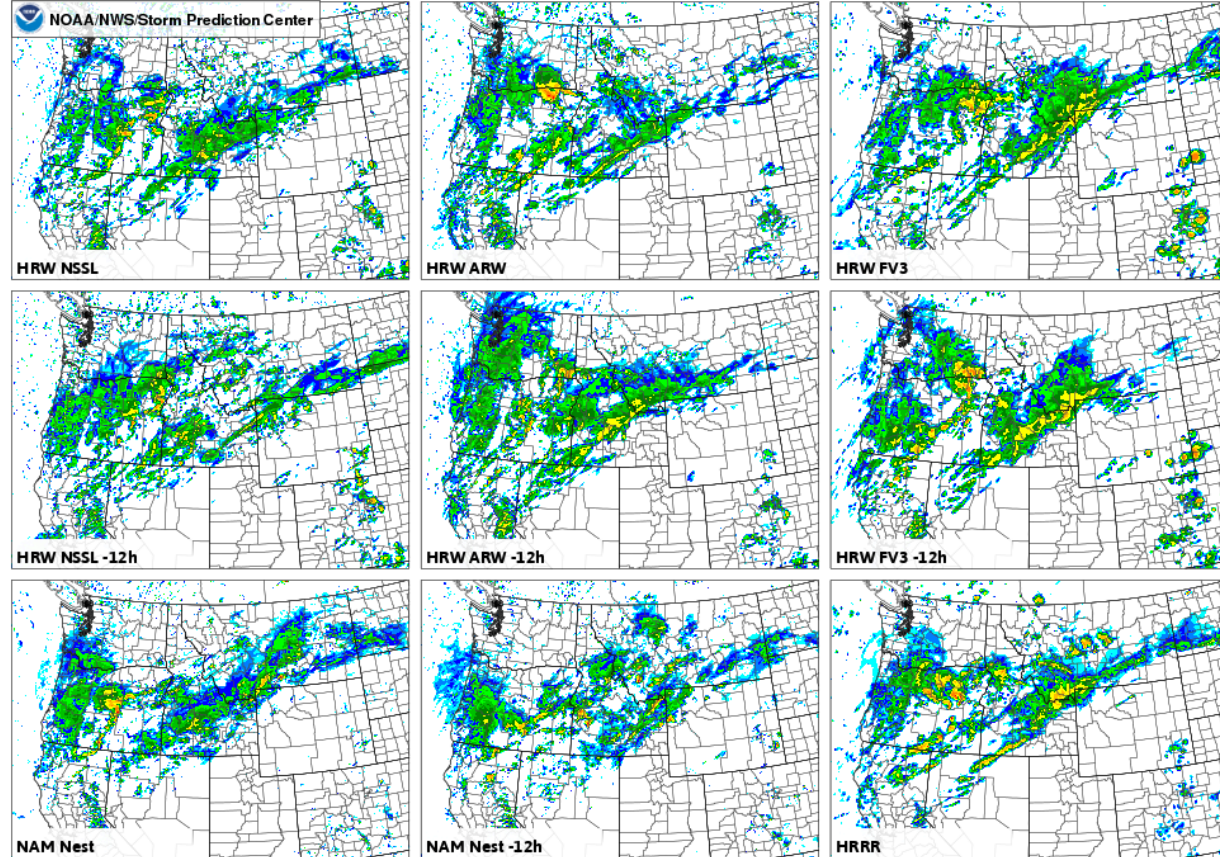 NOAA/NWS/Storm Prediction Center
HRW NSSL
HRW ARW
HRW FV3
HRW NSSL -12h
HRW ARW -12h
HRW FV3 -12h
NAM Nest
NAM Nest -12h
HRRR